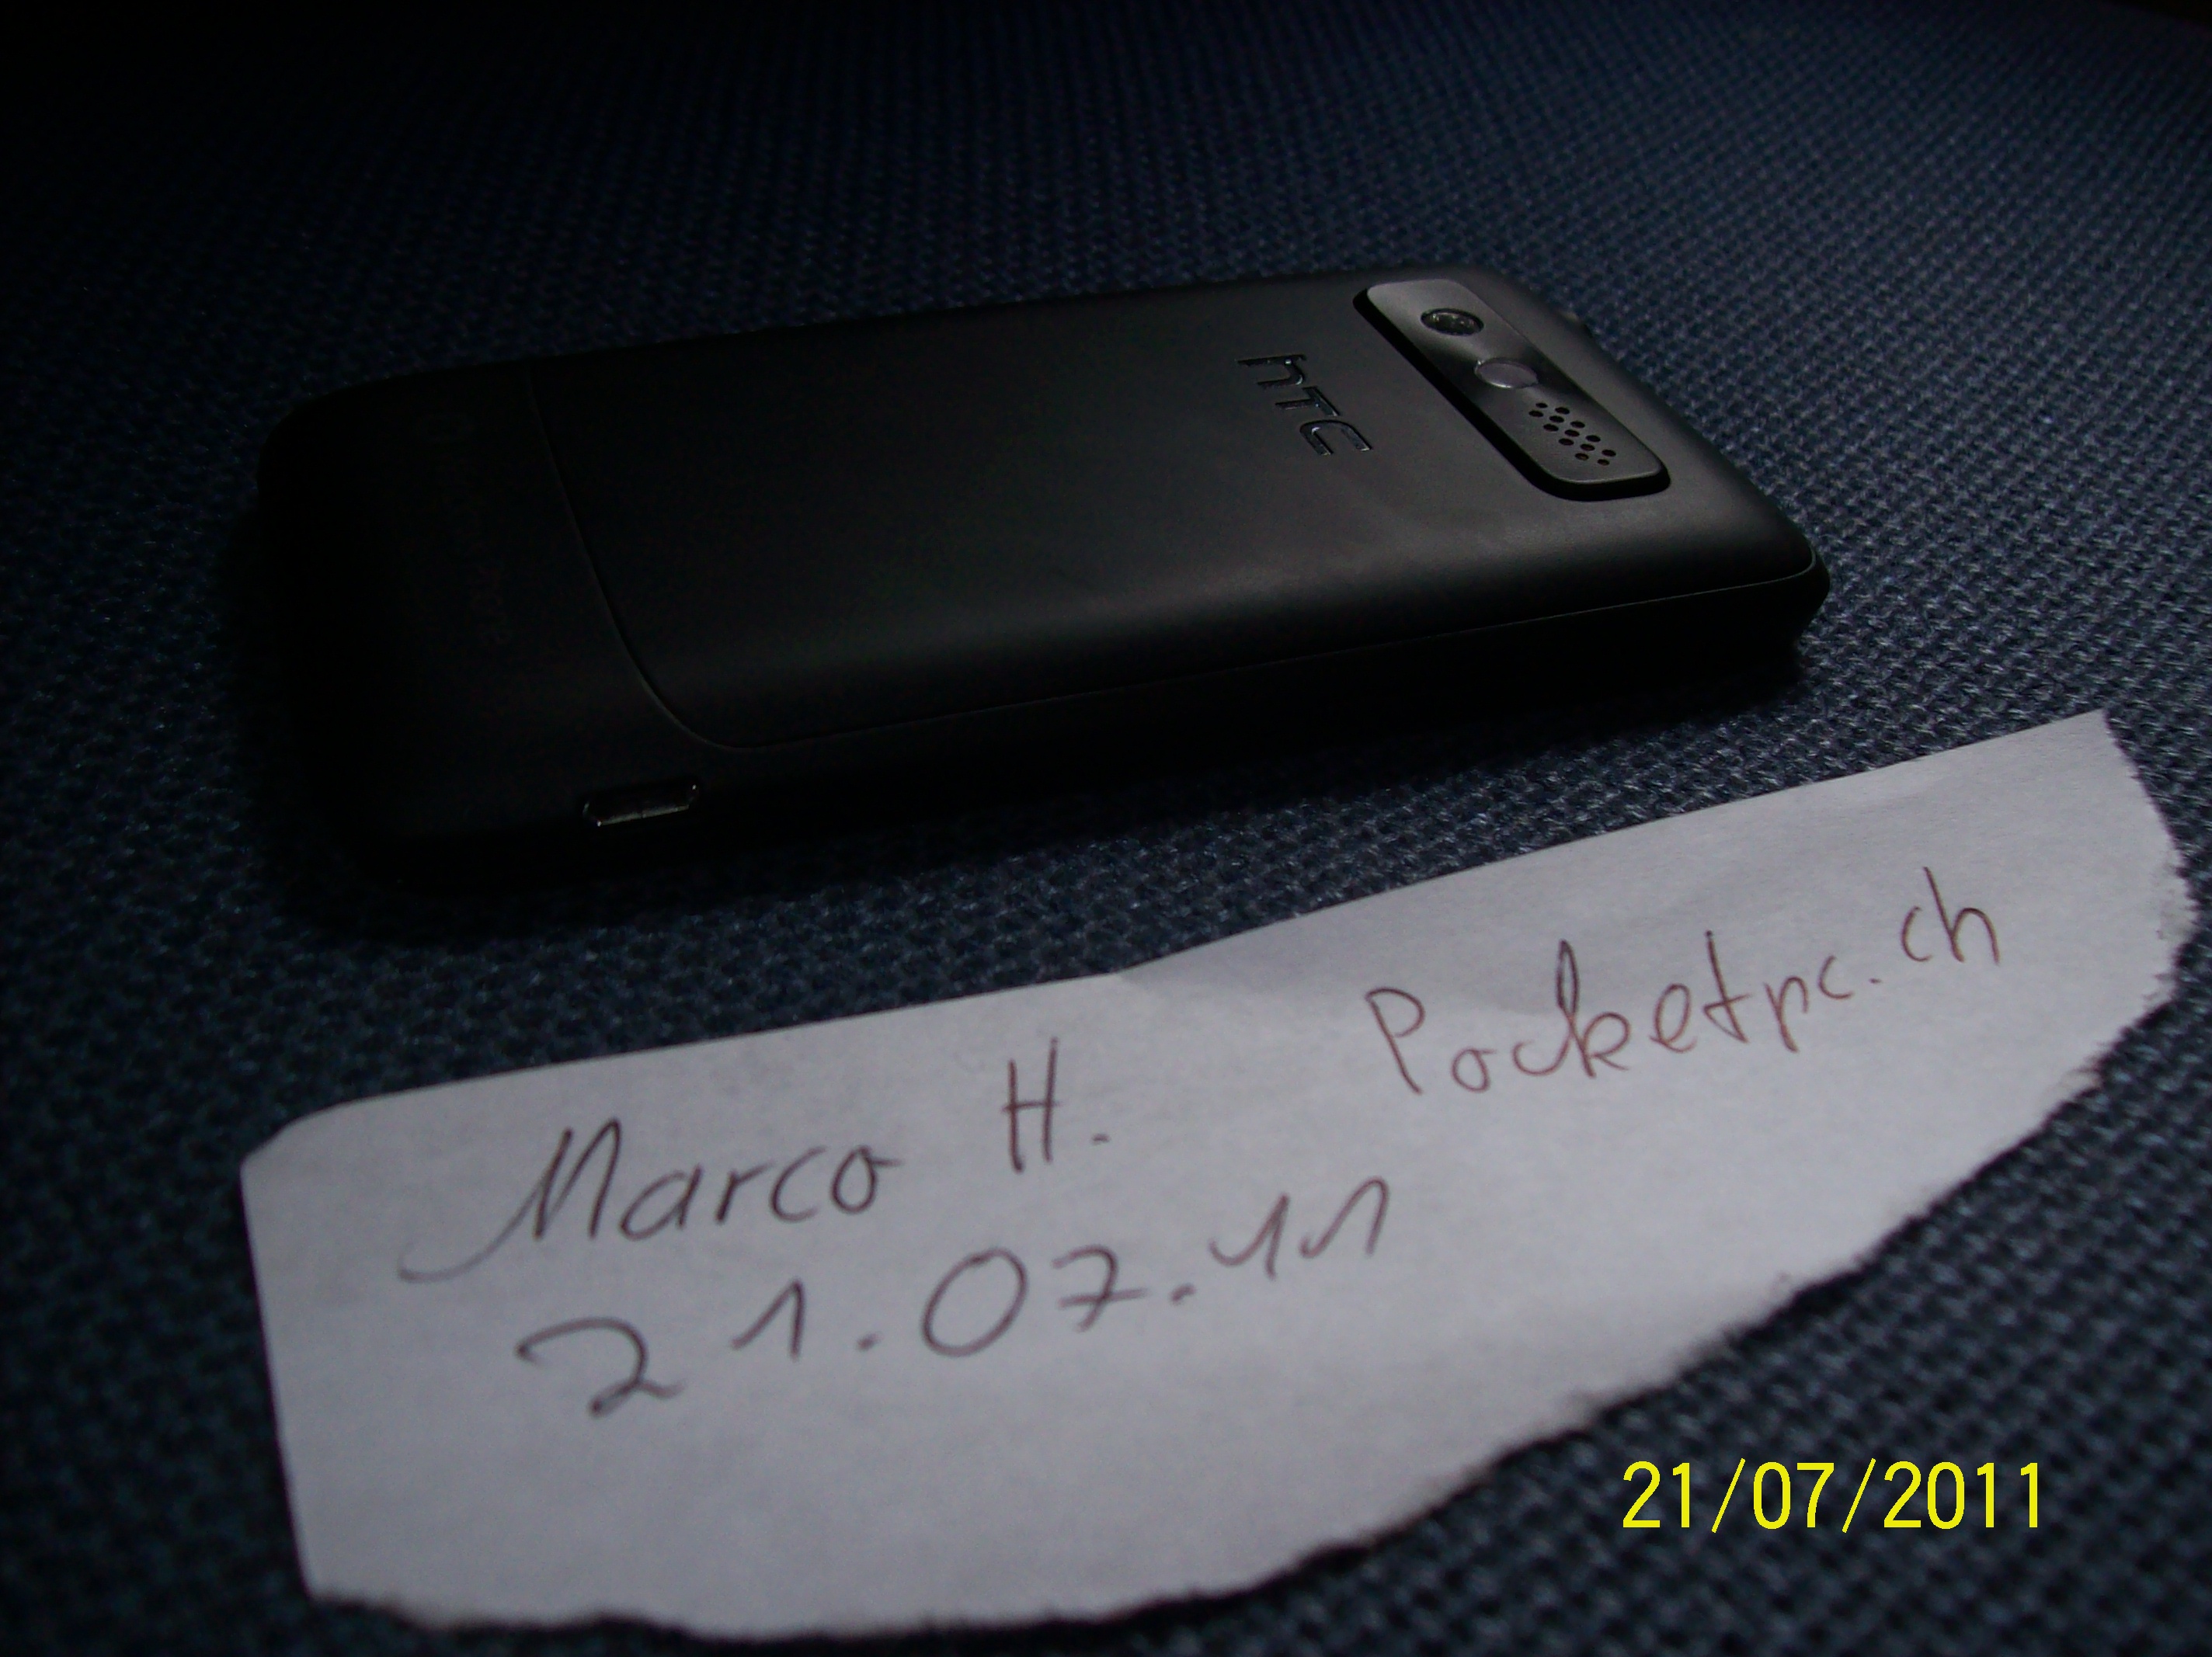 hTC
Marco H. Pocketpc.ch
21.07.11
21/07/2011